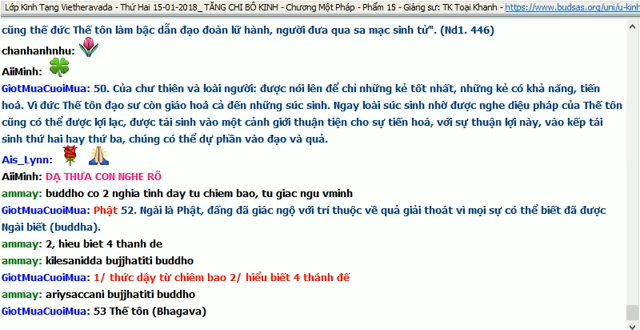 Lớp Kinh Tạng Vietheravada - Thứ Hai 15-01-2018_ TĂNG CHI BỘ KINH - Chương Một Pháp - Phẩm 15 - Giảng sư: TK Toại Khanh - https://www.budsas.org/uni/u-kinh
cũng thế đức Thế tôn làm bậc dẫn đạo đoàn lữ hành, người đưa qua sa mạc sinh tử". (Nd1. 446)
chanhanhnhu:
AiiMinh:
GiotMuaCuoiMua: 50. Của chư thiên và loài người: được nói lên để chỉ những kẻ tốt nhất, những kẻ có khả năng, tiến
hoá. Vì đức Thế tôn đạo sư còn giáo hoá cả đến những súc sinh. Ngay loài súc sinh nhờ được nghe diệu pháp của Thế tôn
cũng có thể được lợi lạc, được tái sinh vào một cảnh giới thuận tiện cho sự tiến hoá, với sự thuận lợi này, vào kếp tái
sinh thứ hai hay thứ ba, chúng có thể dự phần vào đạo và quả.
Ais_Lynn:
AiiMinh: DẠ THƯA CON NGHE RÕ
ammay: buddho co 2 nghia tinh day tu chiem bao, tu giac ngu vminh
GiotMuaCuoiMua: Phật 52. Ngài là Phật, đấng đã giác ngộ với trí thuộc về quả giải thoát vì mọi sự có thể biết đã được
Ngài biết (buddha).
ammay: 2, hieu biet 4 thanh de
ammay: kilesanidda bujjhatiti buddho
GiotMuaCuoiMua: 1/ thức dậy từ chiêm bao 2/ hiểu biết 4 thánh đế
ammay: ariysaccani bujjhatiti buddho
GiotMuaCuoiMua: 53 Thế tôn (Bhagava)